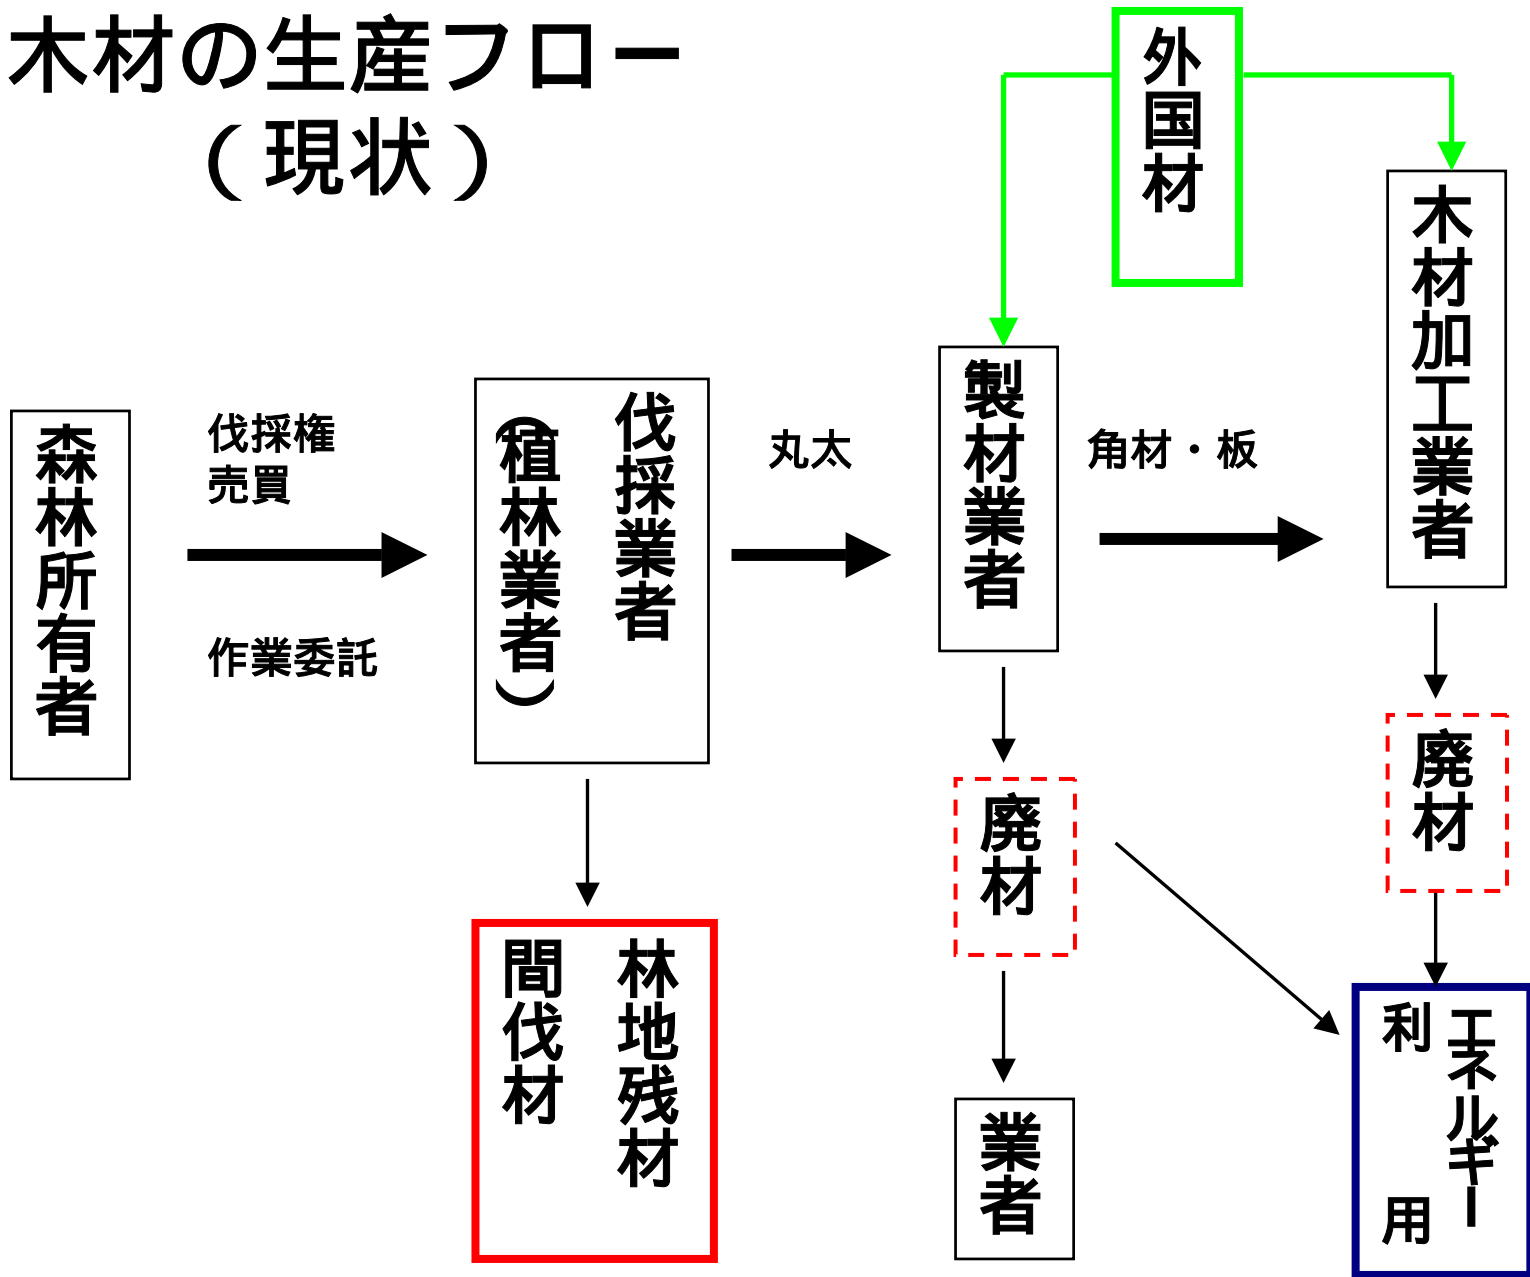 木材の生産フロー
（現状）
外国材
木材加工業者
製材業者
伐採業者
（植林業者）
森林所有者
伐採権
売買
作業委託
丸太
角材・板
廃材
廃材
林地残材
間伐材
業者
エネルギー
利用